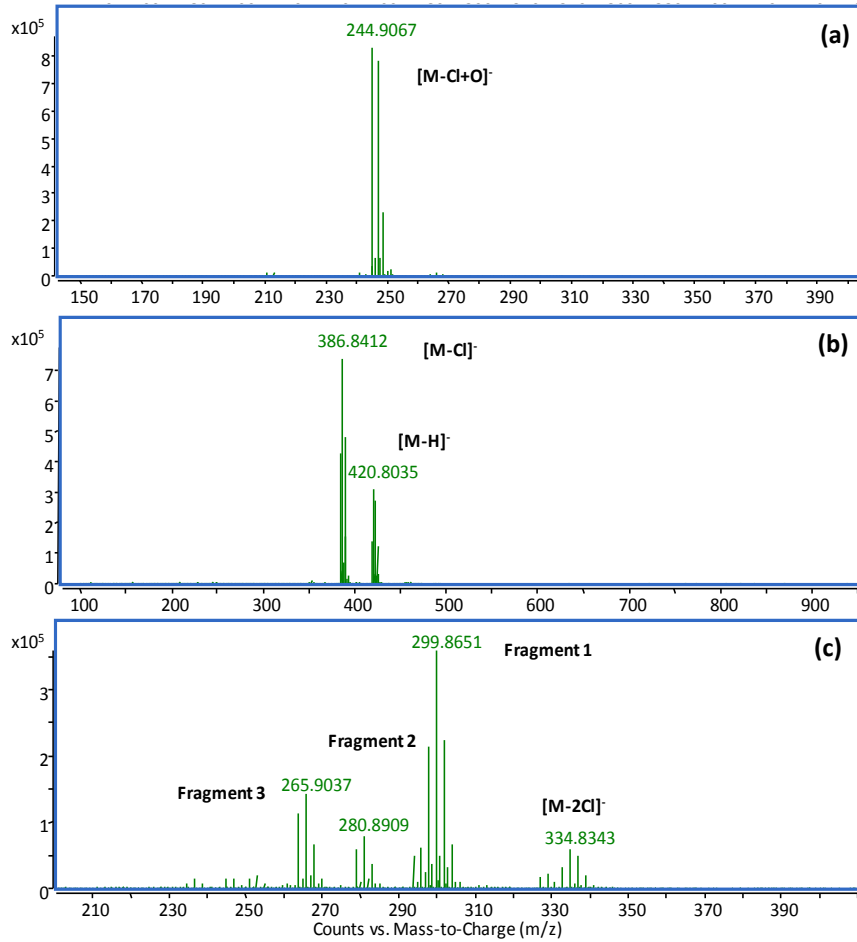 x10⁵
244.9067
(a)
[M-Cl+O]⁻
8
7
6
5
4
3
2
1
0
150 170 190 210 230 250 270 290 310 330 350 370 390
x10⁵
386.8412
(b)
[M-Cl]⁻
7
[M-H]⁻
6
5
420.8035
4
3
2
1
0
100 200 300 400 500 600 700 800 900
x10⁵
299.8651
Fragment 1
(c)
3
Fragment 2
2
Fragment 3
265.9037
[M-2Cl]⁻
1
280.8909
334.8343
0
210 230 250 270 290 310 330 350 370 390
Counts vs. Mass-to-Charge (m/z)